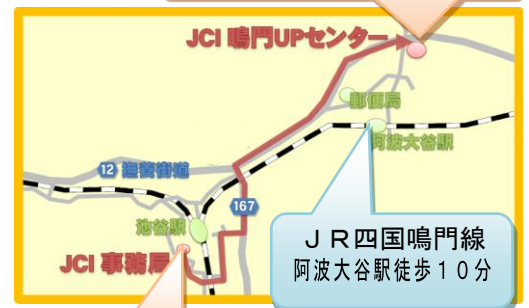 JCI 鳴門UPセンター
郵便局
阿波大谷駅
12 撫養街道
167
池谷駅
JCI 事務局
ＪＲ四国鳴門線
阿波大谷駅徒歩１０分